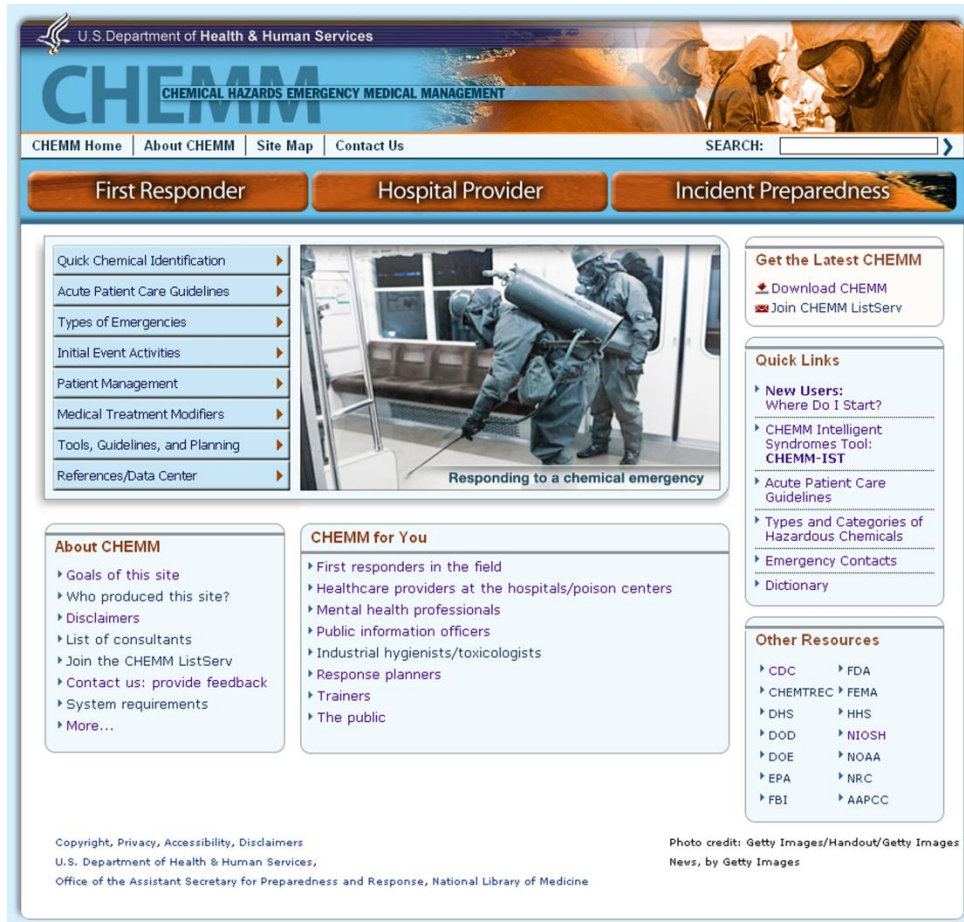 U.S.Department of Health & Human Services
CHEMM
CHEMICAL HAZARDS EMERGENCY MEDICAL MANAGEMENT
CHEMM Home
About CHEMM
Site Map
Contact Us
SEARCH:
First Responder
Hospital Provider
Incident Preparedness
Quick Chemical Identification
Acute Patient Care Guidelines
Types of Emergencies
Initial Event Activities
Patient Management
Medical Treatment Modifiers
Tools, Guidelines, and Planning
References/Data Center
Responding to a chemical emergency
Get the Latest CHEMM
Download CHEMM
Join CHEMM ListServ
Quick Links
New Users:
Where Do I Start?
CHEMM Intelligent
Syndromes Tool:
CHEMM-IST
Acute Patient Care
Guidelines
Types and Categories of
Hazardous Chemicals
Emergency Contacts
Dictionary
About CHEMM
Goals of this site
Who produced this site?
Disclaimers
List of consultants
Join the CHEMM ListServ
Contact us: provide feedback
System requirements
More...
CHEMM for You
First responders in the field
Healthcare providers at the hospitals/poison centers
Mental health professionals
Public information officers
Industrial hygienists/toxicologists
Response planners
Trainers
The public
Other Resources
CDC FDA
CHEMTREC FEMA
DHS HHS
DOD NIOSH
DOE NOAA
EPA NRC
FBI AAPCC
Copyright, Privacy, Accessibility, Disclaimers
U.S. Department of Health & Human Services,
Office of the Assistant Secretary for Preparedness and Response, National Library of Medicine
Photo credit: Getty Images/Handout/Getty Images
News, by Getty Images